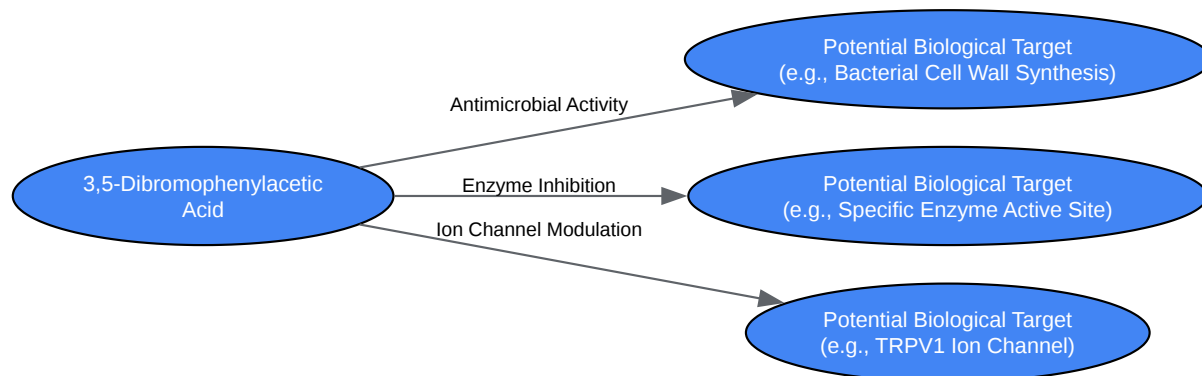 Potential Biological Target
(e.g., Bacterial Cell Wall Synthesis)
Antimicrobial Activity
3,5-Dibromophenylacetic
Acid
Enzyme Inhibition
Potential Biological Target
(e.g., Specific Enzyme Active Site)
Ion Channel Modulation
Potential Biological Target
(e.g., TRPV1 Ion Channel)